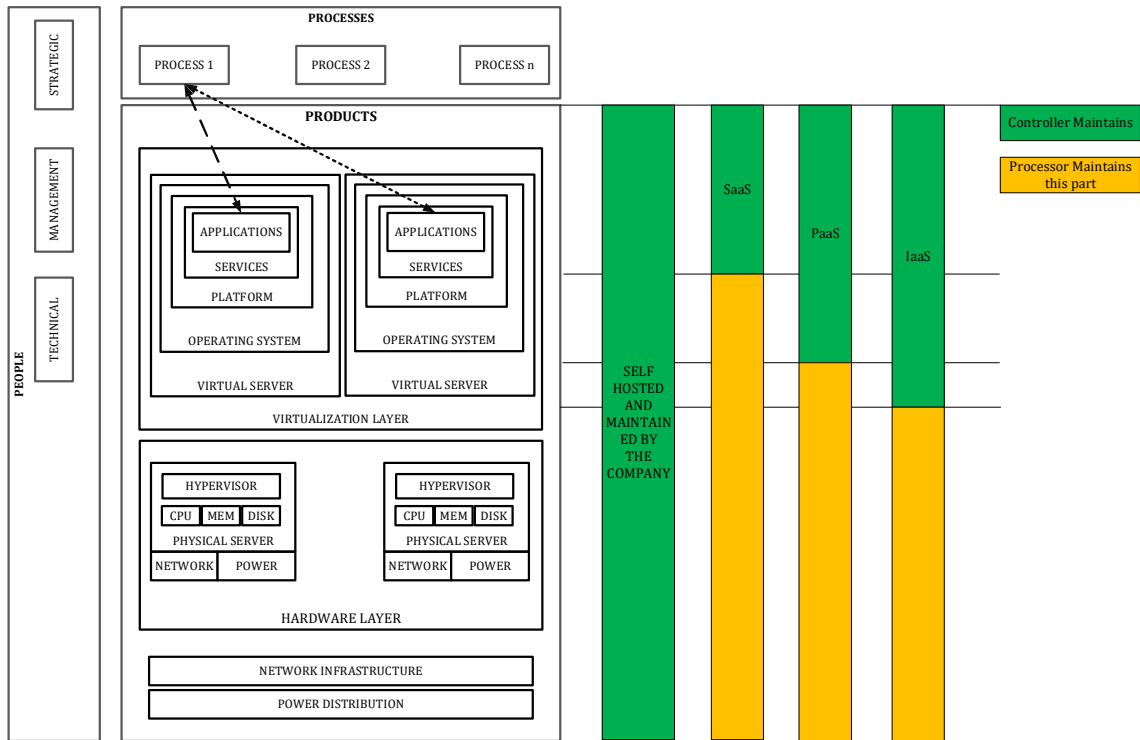 PEOPLE
STRATEGIC
MANAGEMENT
TECHNICAL
PROCESSES
PROCESS 1
PROCESS 2
PROCESS n
PRODUCTS
APPLICATIONS
SERVICES
PLATFORM
OPERATING SYSTEM
VIRTUAL SERVER
APPLICATIONS
SERVICES
PLATFORM
OPERATING SYSTEM
VIRTUAL SERVER
VIRTUALIZATION LAYER
HYPERVISOR
CPU MEM DISK
PHYSICAL SERVER
NETWORK POWER
HYPERVISOR
CPU MEM DISK
PHYSICAL SERVER
NETWORK POWER
HARDWARE LAYER
NETWORK INFRASTRUCTURE
POWER DISTRIBUTION
SELF
HOSTED
AND
MAINTAIN
ED BY
THE
COMPANY
SaaS
PaaS
IaaS
Controller Maintains
Processor Maintains
this part